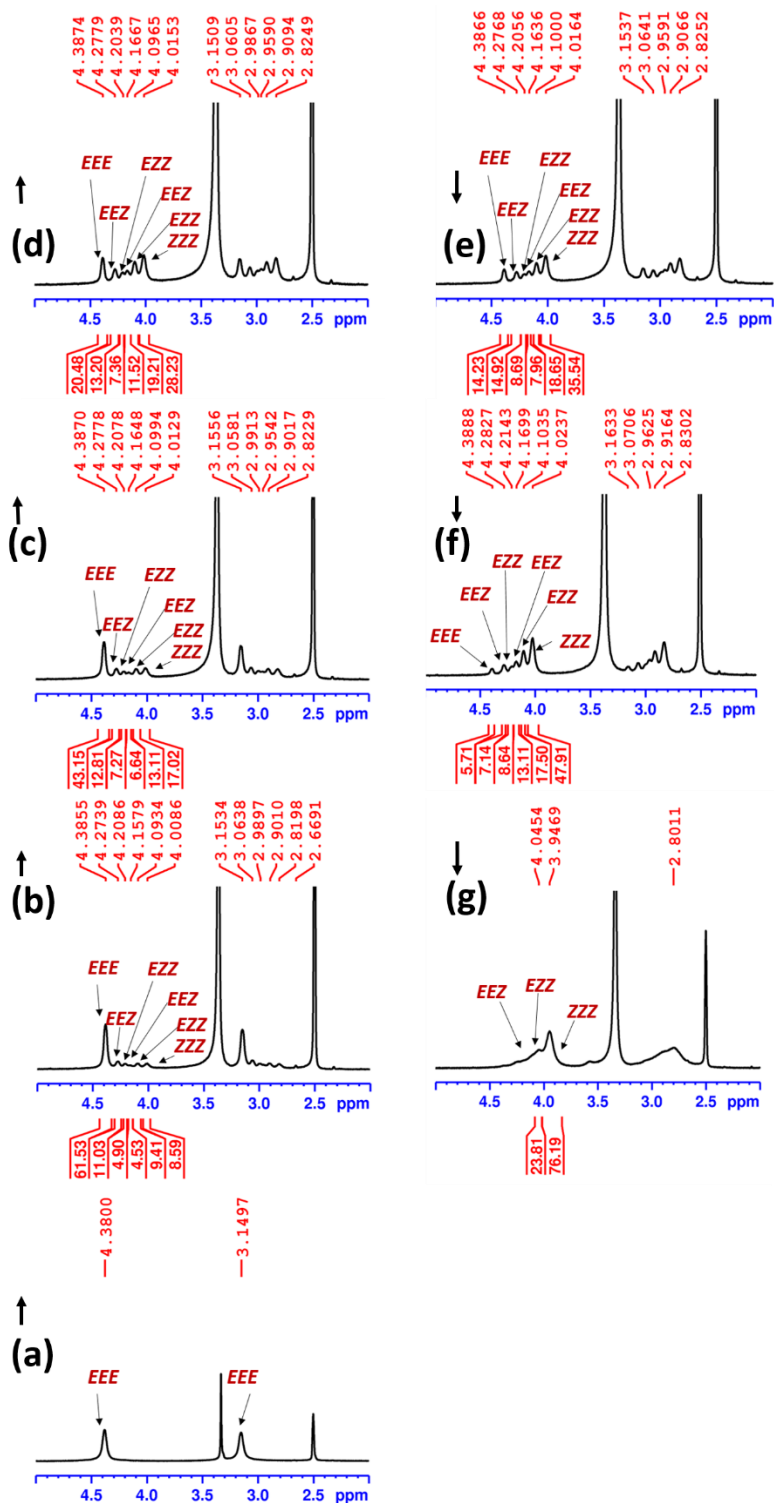 4.3874
4.2779
4.2039
4.1667
4.0965
4.0153
3.1509
3.0605
2.9867
2.9590
2.9094
2.8249
EEE
EZZ
EEZ
EEZ
EZZ
ZZZ
(d)
4.5 4.0 3.5 3.0 2.5 ppm
20.48
13.20
7.36
11.52
19.21
28.23
4.3866
4.2768
4.2056
4.1636
4.1000
4.0164
3.1537
3.0641
2.9591
2.9066
2.8252
EEE
EZZ
EEZ
EEZ
EZZ
ZZZ
(e)
4.5 4.0 3.5 3.0 2.5 ppm
14.23
14.92
8.69
7.96
18.65
35.54
4.3870
4.2778
4.2078
4.1648
4.0994
4.0129
3.1556
3.0581
2.9913
2.9542
2.9017
2.8229
(c)
EEE
EZZ
EEZ
EEZ
EZZ
ZZZ
4.5 4.0 3.5 3.0 2.5 ppm
43.15
12.81
7.27
6.64
13.11
17.02
4.3888
4.2827
4.2143
4.1699
4.1035
4.0237
3.1633
3.0706
2.9625
2.9164
2.8302
(f)
EZZ
EEZ
EEZ
EZZ
EEE
ZZZ
4.5 4.0 3.5 3.0 2.5 ppm
5.71
7.14
8.64
13.11
17.50
47.91
4.3855
4.2739
4.2086
4.1579
4.0934
4.0086
3.1534
3.0638
2.9897
2.9010
2.8198
2.6691
(b)
EEE
EZZ
EEZ
EEZ
EZZ
ZZZ
4.5 4.0 3.5 3.0 2.5 ppm
61.53
11.03
4.90
4.53
9.41
8.59
4.0454
3.9469
2.8011
(g)
EEZ
EZZ
ZZZ
4.5 4.0 3.5 3.0 2.5 ppm
23.81
76.19
4.3800
3.1497
(a)
EEE
EEE
4.5 4.0 3.5 3.0 2.5 ppm